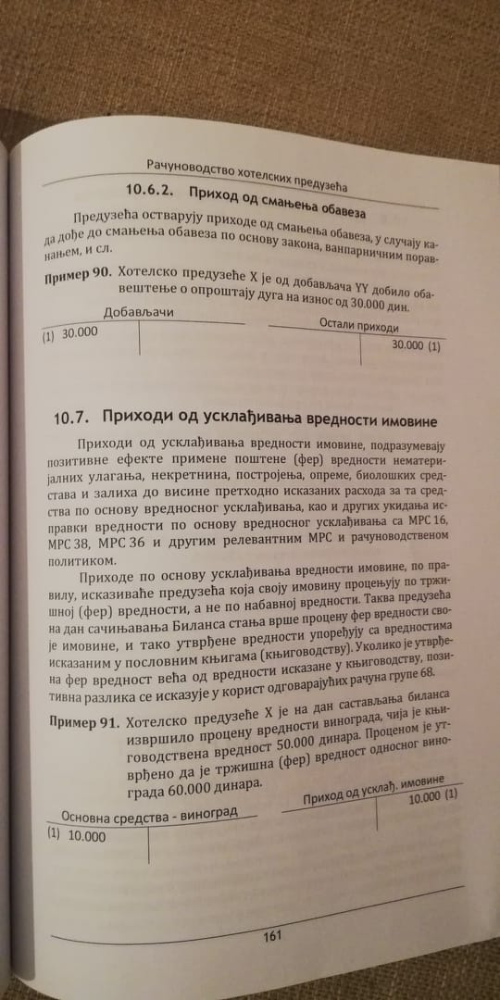 Рачуноводство хотелских предузећа
10.6.2. Приход од смањења обавеза
Предузећа остварују приходе од смањења обавеза, у случају ка-
да дође до смањења обавеза по основу закона, ванпарничним порав-
нањем, и сл.
Пример 90. Хотелско предузеће X је од добављача YY добило оба-
вештење о опроштају дуга на износ од 30.000 дин.
Добављачи
Остали приходи
(1) 30.000
30.000 (1)
10.7. Приходи од усклађивања вредности имовине
Приходи од усклађивања вредности имовине, подразумевају
позитивне ефекте примене поштене (фер) вредности нематери-
јалних улагања, некретнина, постројења, опреме, биолошких сред-
става и залиха до висине претходно исказаних расхода за та сред-
ства по основу вредносног усклађивања, као и других укидања ис-
правки вредности по основу вредносног усклађивања са МРС 16,
МРС 38, МРС 36 и другим релевантним МРС и рачуноводственом
политиком.
Приходе по основу усклађивања вредности имовине, по пра-
вилу, исказиваће предузећа која своју имовину процењују по тржи-
шној (фер) вредности, а не по набавној вредности. Таква предузећа
на дан сачињавања Биланса стања врше процену фер вредности сво-
је имовине, и тако утврђене вредности упоређују са вредностима
исказаним у пословним књигама (књиговодству). Уколико је утврђе-
на фер вредност већа од вредности исказане у књиговодству, пози-
тивна разлика се исказује у корист одговарајућих рачуна групе 68.
Пример 91. Хотелско предузеће X је на дан састављања биланса
извршило процену вредности винограда, чија је књи-
говодствена вредност 50.000 динара. Проценом је ут-
врђено да је тржишна (фер) вредност односног вино-
града 60.000 динара.
Основна средства - виноград
Приход од усклађ. имовине
(1) 10.000
10.000 (1)
161